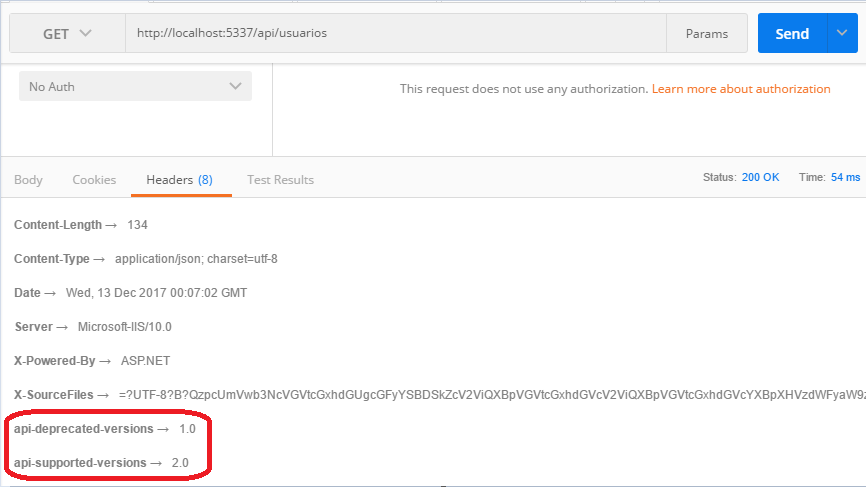 GET http://localhost:5337/api/usuarios Params Send
No Auth
This request does not use any authorization. Learn more about authorization
Body Cookies Headers (8) Test Results Status: 200 OK Time: 54 ms
Content-Length → 134
Content-Type → application/json; charset=utf-8
Date → Wed, 13 Dec 2017 00:07:02 GMT
Server → Microsoft-IIS/10.0
X-Powered-By → ASP.NET
X-SourceFiles → =?UTF-8?B?QzpcUmVwb3NcVGVtcGxhdGUgcGFyYSBDSkZcV2ViQXBpVGVtcGxhdGVcV2ViQXBpVGVtcGxhdGVcYXBpXHVzdWFyaW9z
api-deprecated-versions → 1.0
api-supported-versions → 2.0